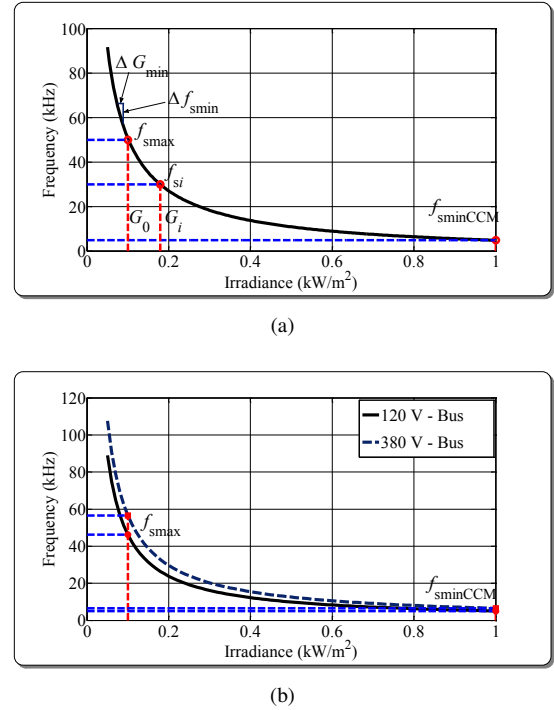 100
80
60
40
20
0
Frequency (kHz)
Δ G_min
Δ f_smin
f_smax
f_si
G_0
G_i
f_sminCCM
0 0.2 0.4 0.6 0.8 1
Irradiance (kW/m²)
(a)
120
100
80
60
40
20
0
Frequency (kHz)
120 V - Bus
380 V - Bus
f_smax
f_sminCCM
0 0.2 0.4 0.6 0.8 1
Irradiance (kW/m²)
(b)